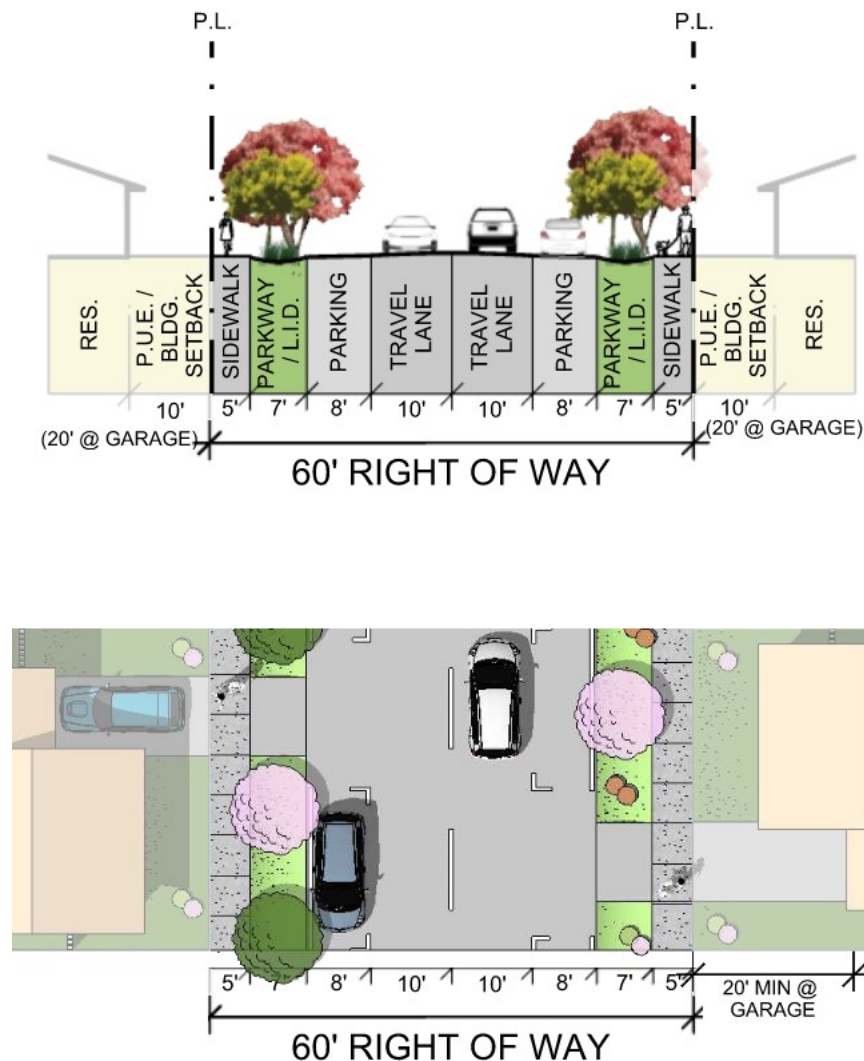 P.L.
P.L.
RES.
P.U.E. /
BLDG.
SETBACK
SIDEWALK
PARKWAY
/ L.I.D.
PARKING
TRAVEL
LANE
TRAVEL
LANE
PARKING
PARKWAY
/ L.I.D.
SIDEWALK
P.U.E. /
BLDG.
SETBACK
RES.
10' 5' 7' 8' 10' 10' 8' 7' 5' 10'
(20' @ GARAGE)
(20' @ GARAGE)
60' RIGHT OF WAY
5' 7' 8' 10' 10' 8' 7' 5'
20' MIN @
GARAGE
60' RIGHT OF WAY